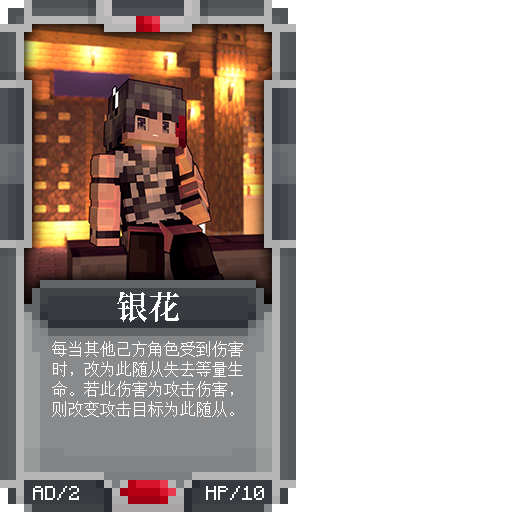 银花
每当其他己方角色受到伤害
时，改为此随从失去等量生
命。若此伤害为攻击伤害，
则改变攻击目标为此随从。
AD/2
HP/10